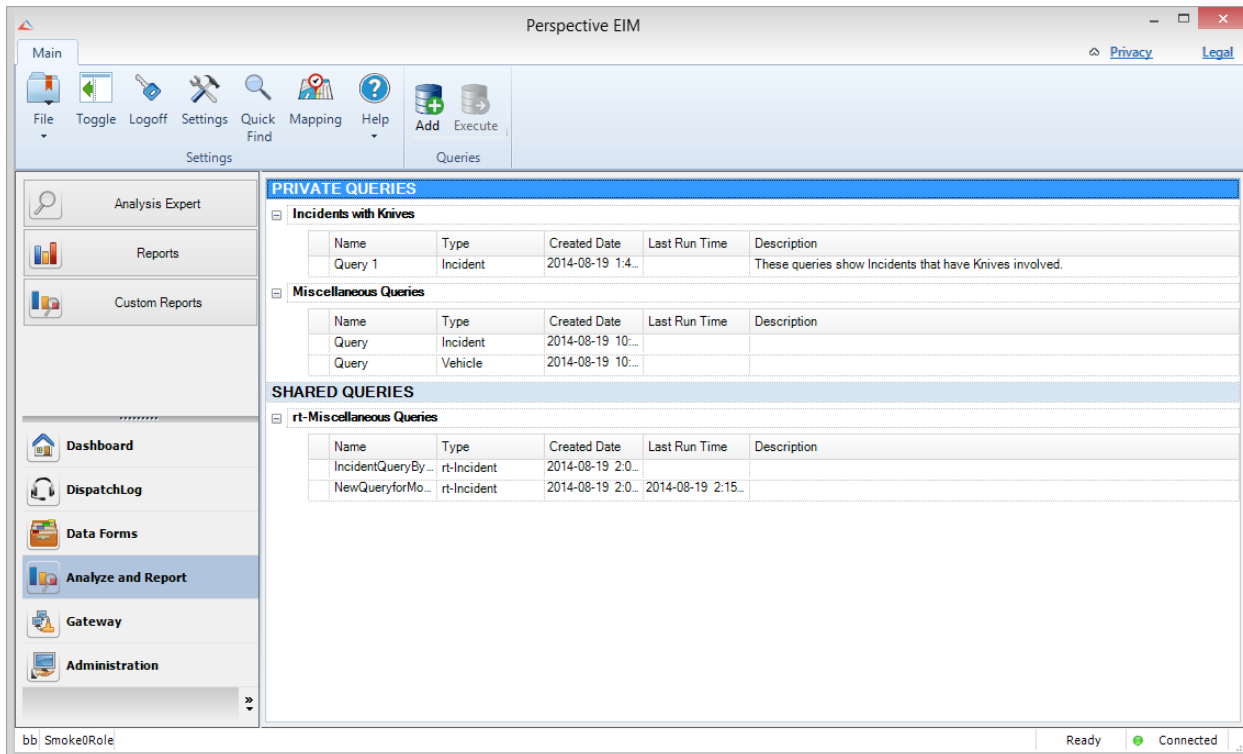 Perspective EIM
Main
Privacy Legal
File Toggle Logoff Settings Quick Find Mapping Help Add Execute
Settings Queries
Analysis Expert
Reports
Custom Reports
Dashboard
DispatchLog
Data Forms
Analyze and Report
Gateway
Administration
PRIVATE QUERIES
Incidents with Knives
Name Type Created Date Last Run Time Description
Query 1 Incident 2014-08-19 1:4... These queries show Incidents that have Knives involved.
Miscellaneous Queries
Name Type Created Date Last Run Time Description
Query Incident 2014-08-19 10:...
Query Vehicle 2014-08-19 10:...
SHARED QUERIES
rt-Miscellaneous Queries
Name Type Created Date Last Run Time Description
IncidentQueryBy... rt-Incident 2014-08-19 2:0...
NewQueryforMo... rt-Incident 2014-08-19 2:0... 2014-08-19 2:15...
bb Smoke0Role Ready Connected